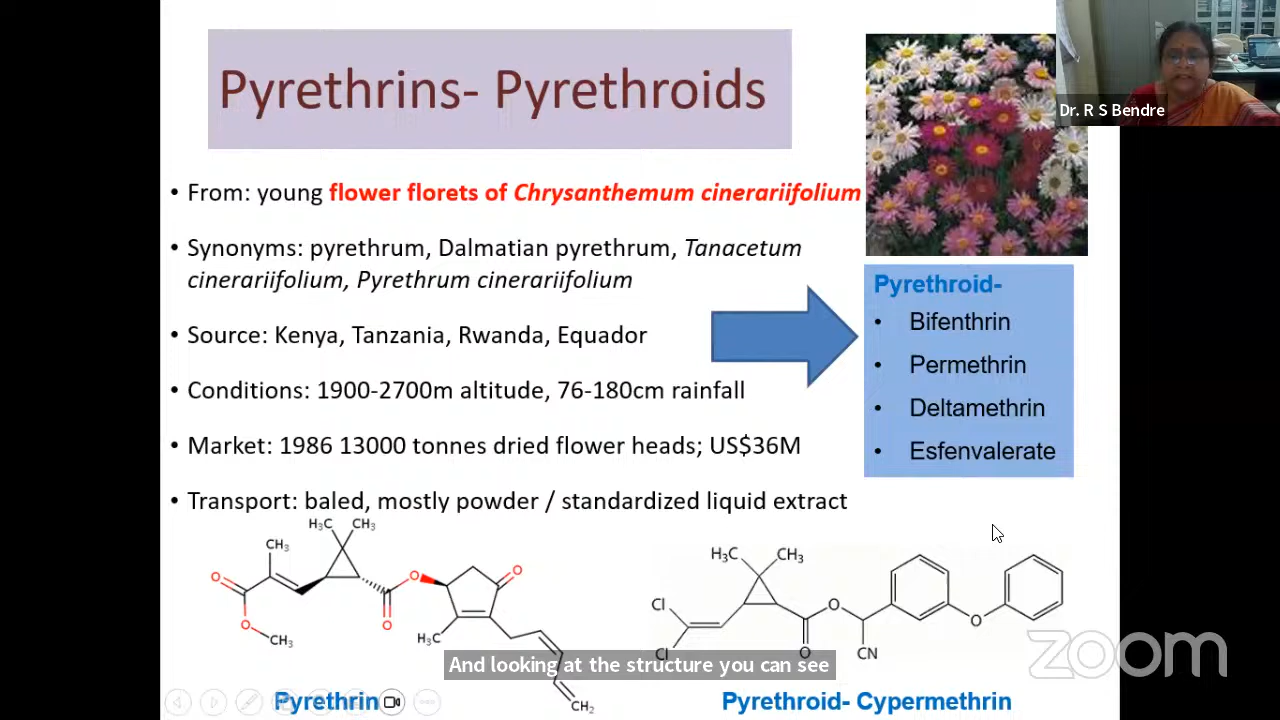 Pyrethrins- Pyrethroids
Dr. R S Bendre
• From: young flower florets of Chrysanthemum cinerariifolium
• Synonyms: pyrethrum, Dalmatian pyrethrum, Tanacetum
cinerariifolium, Pyrethrum cinerariifolium
• Source: Kenya, Tanzania, Rwanda, Equador
• Conditions: 1900-2700m altitude, 76-180cm rainfall
• Market: 1986 13000 tonnes dried flower heads; US$36M
• Transport: baled, mostly powder / standardized liquid extract
Pyrethroid-
• Bifenthrin
• Permethrin
• Deltamethrin
• Esfenvalerate
H₃C CH₃
CH₃
O
O
O
O
O
CH₃
H₃C
CH₂
Pyrethrin
H₃C CH₃
Cl
Cl
O
O
CN
O
Pyrethroid- Cypermethrin
And looking at the structure you can see
zoom